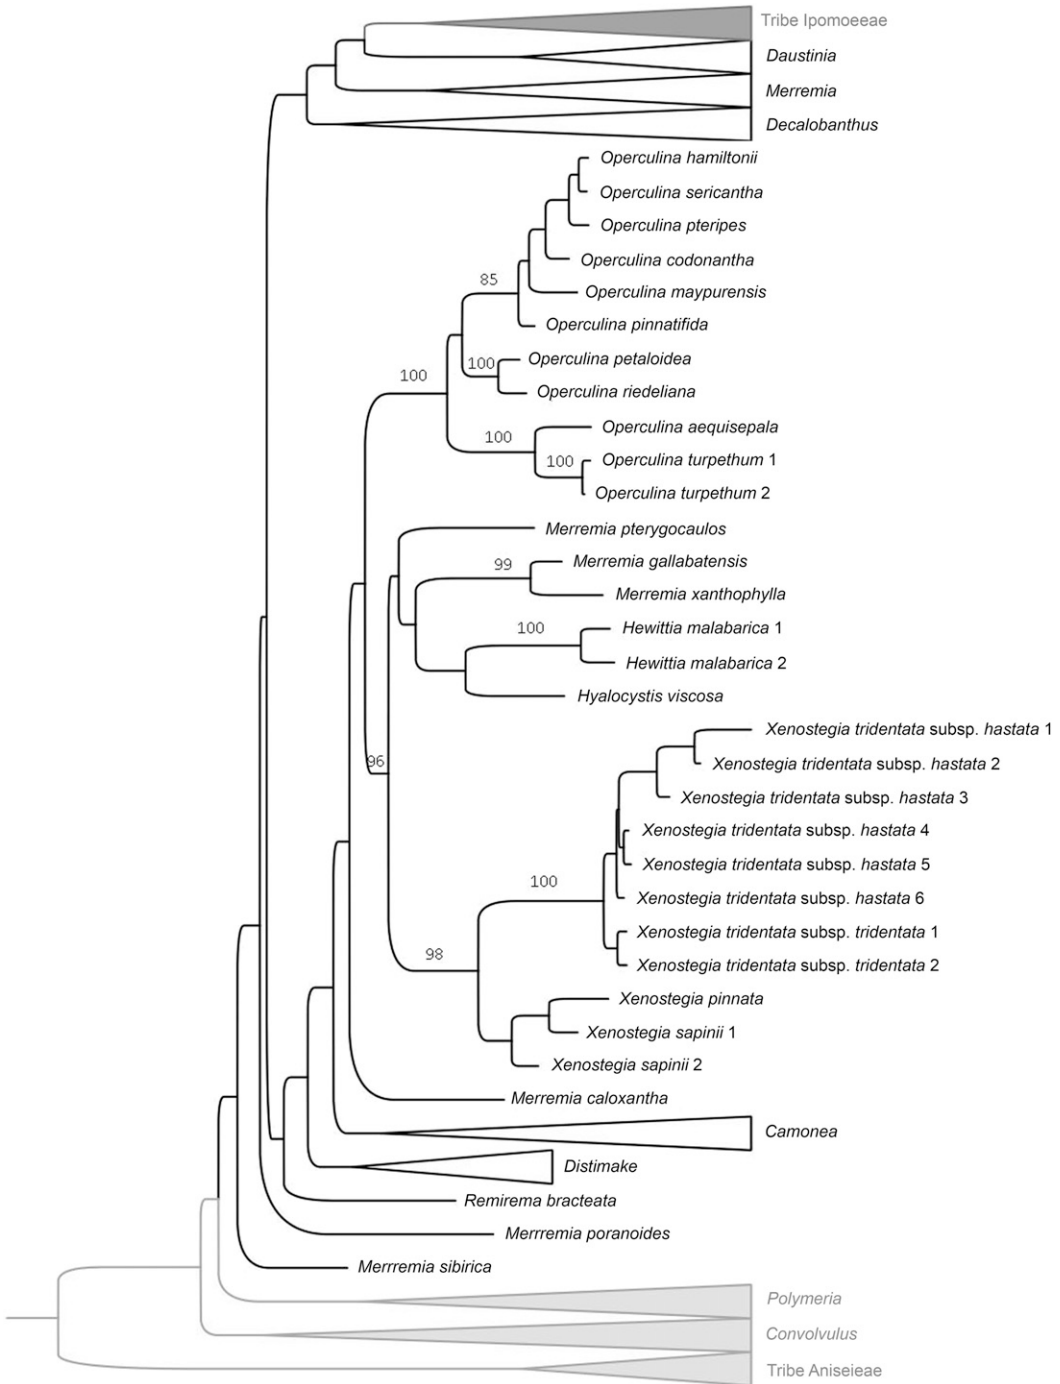 Tribe Ipomoeeae
Daustinia
Merremia
Decalobanthus
Operculina hamiltonii
Operculina sericantha
Operculina pteripes
Operculina codonantha
85
Operculina maypurensis
Operculina pinnatifida
Operculina petaloidea
100
100
Operculina riedeliana
Operculina aequisepala
100
Operculina turpethum 1
100
Operculina turpethum 2
Merremia pterygocaulos
Merremia gallabatensis
99
Merremia xanthophylla
Hewittia malabarica 1
100
Hewittia malabarica 2
Hyalocystis viscosa
Xenostegia tridentata subsp. hastata 1
96
Xenostegia tridentata subsp. hastata 2
Xenostegia tridentata subsp. hastata 3
Xenostegia tridentata subsp. hastata 4
Xenostegia tridentata subsp. hastata 5
100
Xenostegia tridentata subsp. hastata 6
Xenostegia tridentata subsp. tridentata 1
98
Xenostegia tridentata subsp. tridentata 2
Xenostegia pinnata
Xenostegia sapinii 1
Xenostegia sapinii 2
Merremia caloxantha
Camonea
Distimake
Remirema bracteata
Merrremia poranoides
Merrremia sibirica
Polymeria
Convolvulus
Tribe Aniseieae